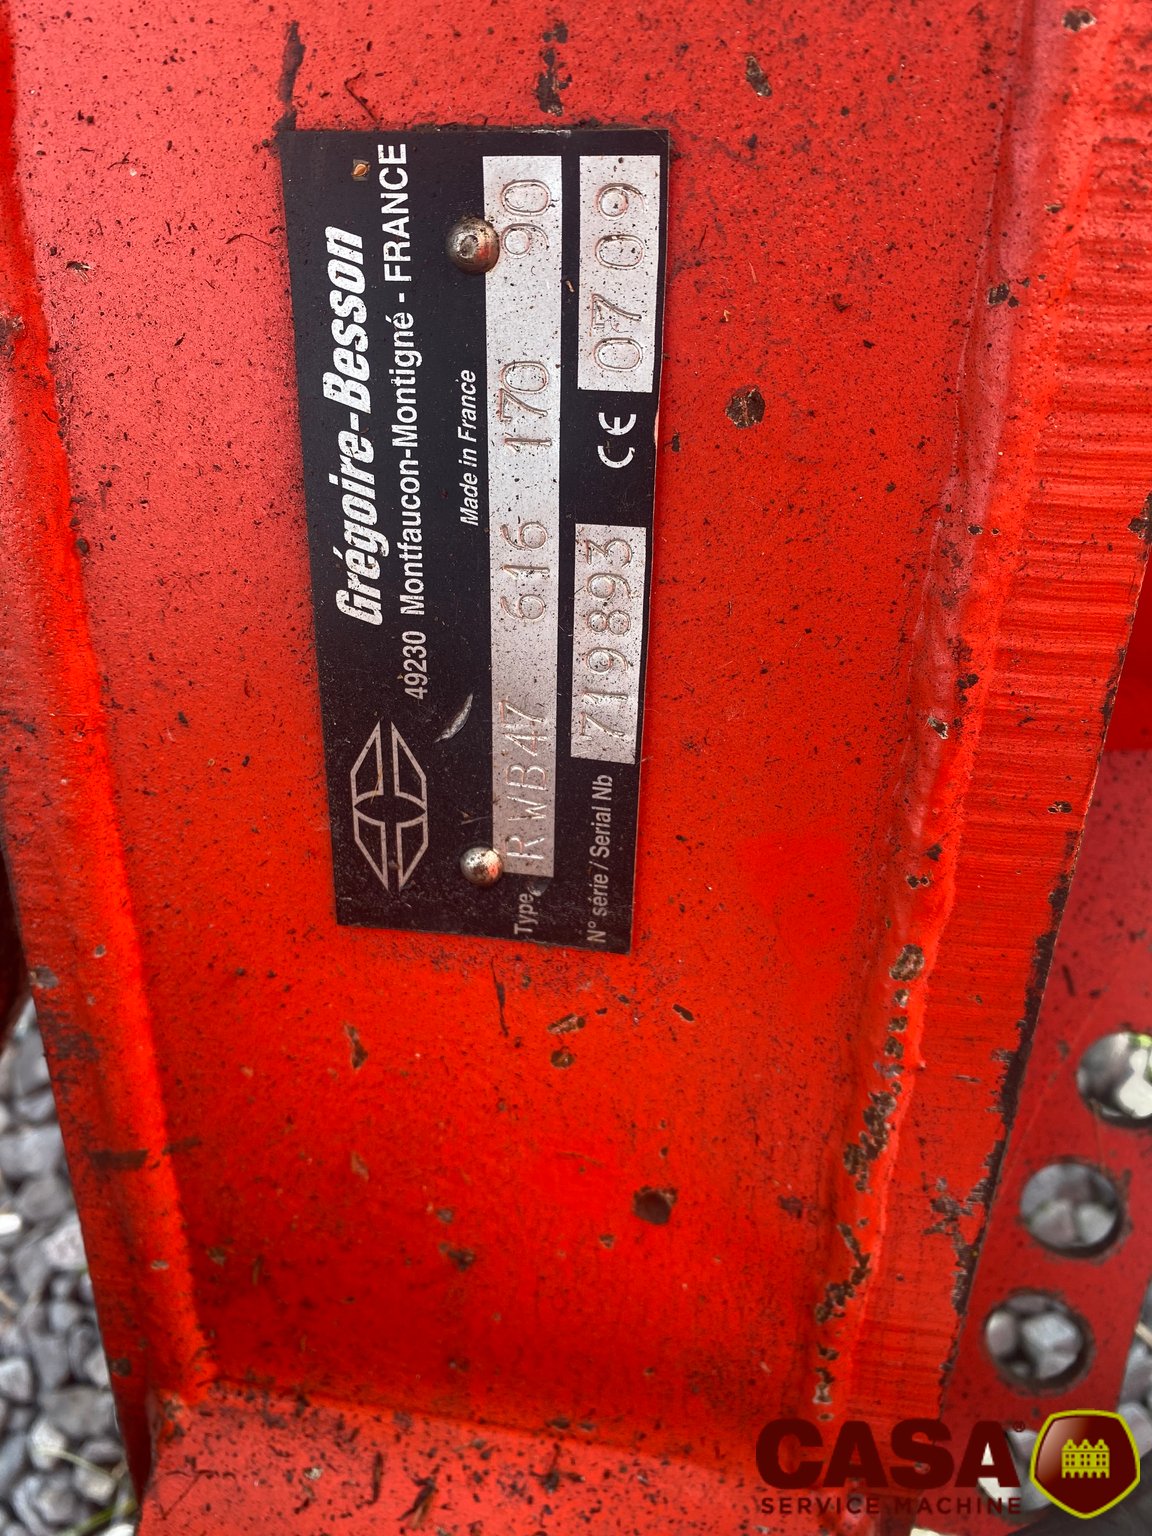 Grégoire-Besson
49230 Montfaucon-Montigné - FRANCE
Made in France
Type RWB47 616 170 90
N° série / Serial Nb 719893 CE 07 09
CASA®
SERVICE MACHINE